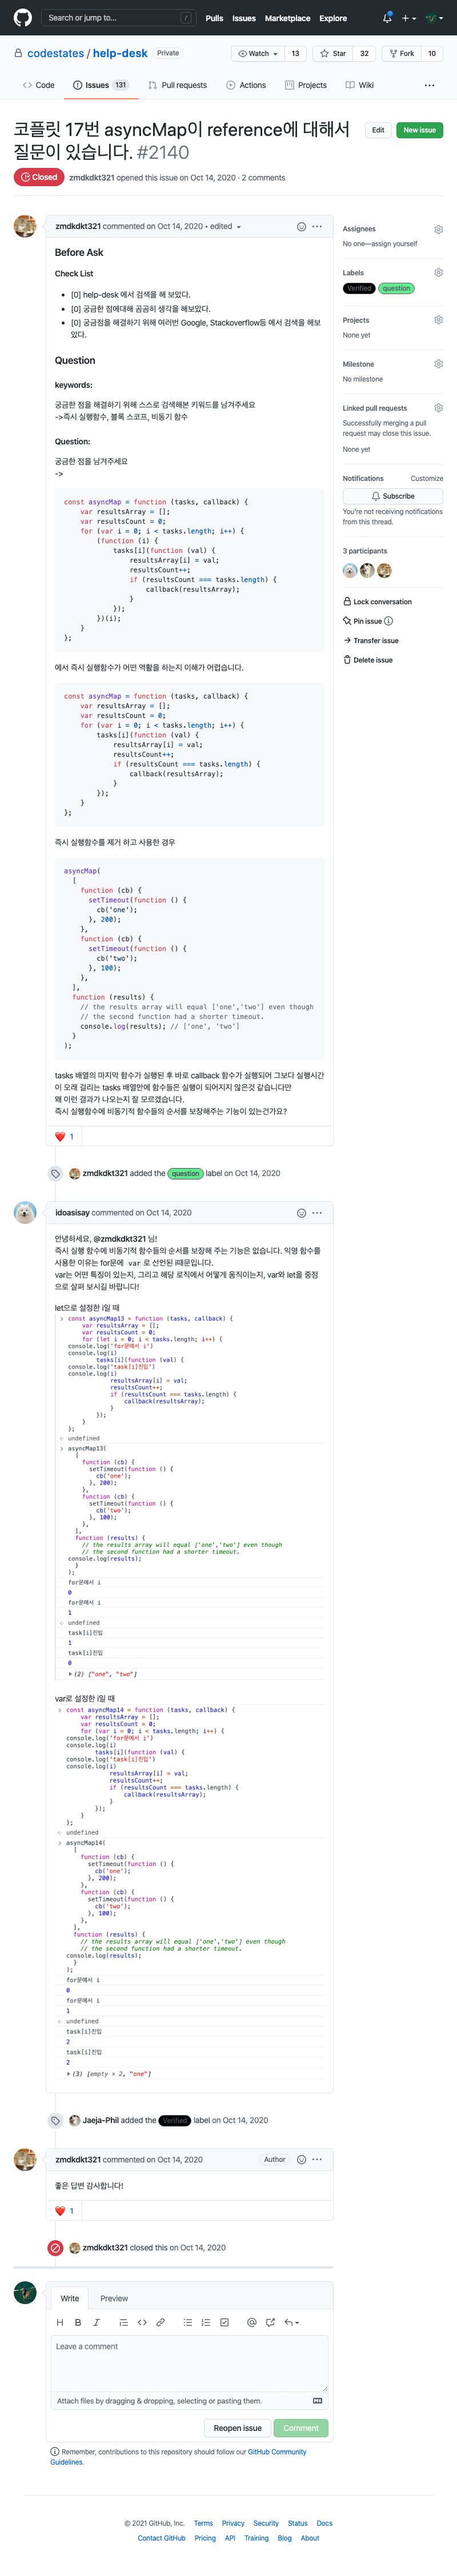 Search or jump to...
/
Pulls Issues Marketplace Explore
codestates / help-desk Private
Watch 13
Star 32
Fork 10
Code
Issues 131
Pull requests
Actions
Projects
Wiki
코플릿 17번 asyncMap이 reference에 대해서
질문이 있습니다. #2140
Edit
New issue
Closed
zmdkdkt321 opened this issue on Oct 14, 2020 · 2 comments
zmdkdkt321 commented on Oct 14, 2020 • edited
Before Ask
Check List
• [0] help-desk 에서 검색을 해 보았다.
• [0] 궁금한 점에대해 곰곰히 생각을 해보았다.
• [0] 궁금점을 해결하기 위해 여러번 Google, Stackoverflow등 에서 검색을 해보
았다.
Question
keywords:
궁금한 점을 해결하기 위해 스스로 검색해본 키워드를 남겨주세요
->즉시 실행함수, 블록 스코프, 비동기 함수
Question:
궁금한 점을 남겨주세요
->
const asyncMap = function (tasks, callback) {
    var resultsArray = [];
    var resultsCount = 0;
    for (var i = 0; i < tasks.length; i++) {
        (function (i) {
            tasks[i](function (val) {
                resultsArray[i] = val;
                resultsCount++;
                if (resultsCount === tasks.length) {
                    callback(resultsArray);
                }
            });
        })(i);
    }
};
에서 즉시 실행함수가 어떤 역활을 하는지 이해가 어렵습니다.
const asyncMap = function (tasks, callback) {
    var resultsArray = [];
    var resultsCount = 0;
    for (var i = 0; i < tasks.length; i++) {
        tasks[i](function (val) {
            resultsArray[i] = val;
            resultsCount++;
            if (resultsCount === tasks.length) {
                callback(resultsArray);
            }
        });
    }
};
즉시 실행함수를 제거 하고 사용한 경우
asyncMap(
  [
    function (cb) {
      setTimeout(function () {
        cb('one');
      }, 200);
    },
    function (cb) {
      setTimeout(function () {
        cb('two');
      }, 100);
    },
  ],
  function (results) {
    // the results array will equal ['one','two'] even though
    // the second function had a shorter timeout.
    console.log(results); // ['one', 'two']
  }
);
tasks 배열의 마지막 함수가 실행된 후 바로 callback 함수가 실행되어 그보다 실행시간
이 오래 걸리는 tasks 배열안에 함수들은 실행이 되어지지 않은것 같습니다만
왜 이런 결과가 나오는지 잘 모르겠습니다.
즉시 실행함수에 비동기적 함수들의 순서를 보장해주는 기능이 있는건가요?
❤️ 1
zmdkdkt321 added the question label on Oct 14, 2020
idoasisay commented on Oct 14, 2020
안녕하세요, @zmdkdkt321 님!
즉시 실행 함수에 비동기적 함수들의 순서를 보장해 주는 기능은 없습니다. 익명 함수를
사용한 이유는 for문에 var 로 선언된 i때문입니다.
var는 어떤 특징이 있는지, 그리고 해당 로직에서 어떻게 움직이는지, var와 let을 중점
으로 살펴 보시길 바랍니다!
let으로 설정한 i일 때
> const asyncMap13 = function (tasks, callback) {
    var resultsArray = [];
    var resultsCount = 0;
    for (let i = 0; i < tasks.length; i++) {
console.log('for문에서 i')
console.log(i)
        tasks[i](function (val) {
console.log('task[i]진입')
console.log(i)
            resultsArray[i] = val;
            resultsCount++;
            if (resultsCount === tasks.length) {
                callback(resultsArray);
            }
        });
    }
};
undefined
> asyncMap13(
  [
    function (cb) {
      setTimeout(function () {
        cb('one');
      }, 200);
    },
    function (cb) {
      setTimeout(function () {
        cb('two');
      }, 100);
    },
  ],
  function (results) {
    // the results array will equal ['one','two'] even though
    // the second function had a shorter timeout.
console.log(results);
  }
);
for문에서 i
0
for문에서 i
1
undefined
task[i]진입
1
task[i]진입
0
(2) ["one", "two"]
var로 설정한 i일 때
> const asyncMap14 = function (tasks, callback) {
    var resultsArray = [];
    var resultsCount = 0;
    for (var i = 0; i < tasks.length; i++) {
console.log('for문에서 i')
console.log(i)
        tasks[i](function (val) {
console.log('task[i]진입')
console.log(i)
            resultsArray[i] = val;
            resultsCount++;
            if (resultsCount === tasks.length) {
                callback(resultsArray);
            }
        });
    }
};
undefined
> asyncMap14(
  [
    function (cb) {
      setTimeout(function () {
        cb('one');
      }, 200);
    },
    function (cb) {
      setTimeout(function () {
        cb('two');
      }, 100);
    },
  ],
  function (results) {
    // the results array will equal ['one','two'] even though
    // the second function had a shorter timeout.
console.log(results);
  }
);
for문에서 i
0
for문에서 i
1
undefined
task[i]진입
2
task[i]진입
2
(3) [empty × 2, "one"]
Jaeja-Phil added the Verified label on Oct 14, 2020
zmdkdkt321 commented on Oct 14, 2020 Author
좋은 답변 감사합니다!
❤️ 1
zmdkdkt321 closed this on Oct 14, 2020
Write Preview
Leave a comment
Attach files by dragging & dropping, selecting or pasting them.
Reopen issue
Comment
Remember, contributions to this repository should follow our GitHub Community
Guidelines.
Assignees
No one—assign yourself
Labels
Verified question
Projects
None yet
Milestone
No milestone
Linked pull requests
Successfully merging a pull
request may close this issue.
None yet
Notifications Customize
Subscribe
You're not receiving notifications
from this thread.
3 participants
Lock conversation
Pin issue
Transfer issue
Delete issue
© 2021 GitHub, Inc. Terms Privacy Security Status Docs
Contact GitHub Pricing API Training Blog About